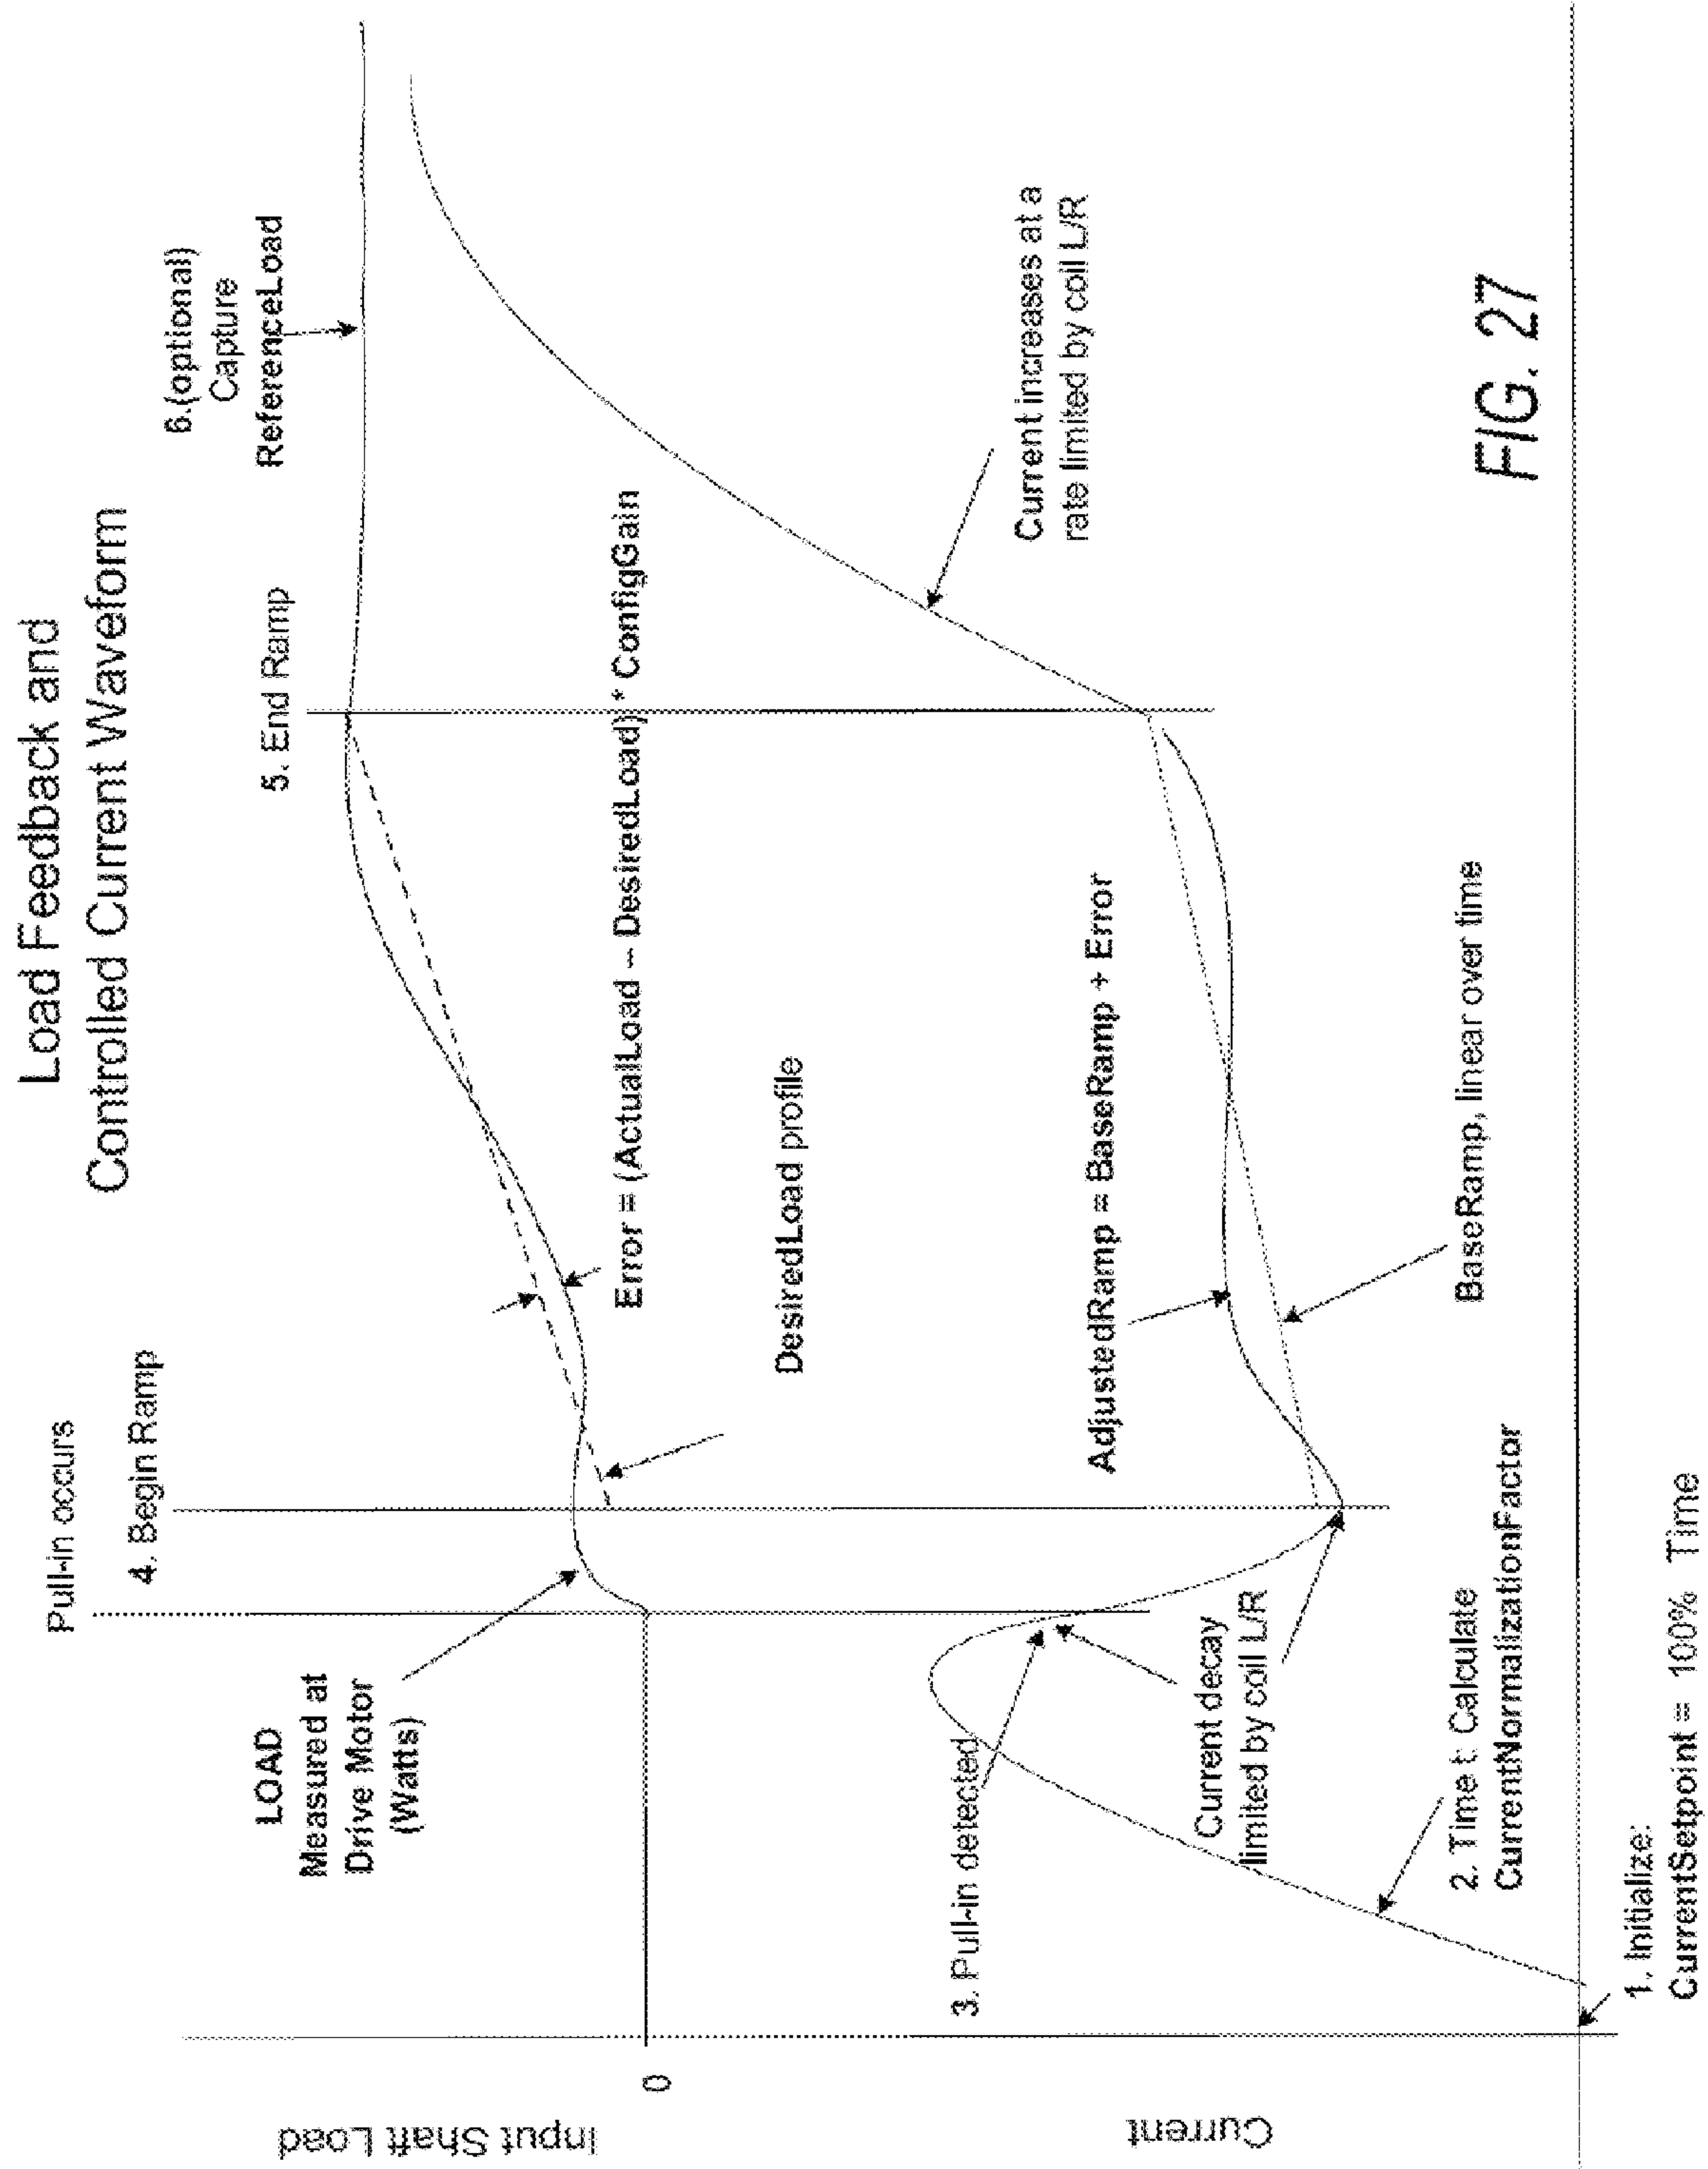 Load Feedback and
Controlled Current Waveform
Pull-in occurs
4. Begin Ramp
5. End Ramp
6.(optional)
Capture
ReferenceLoad
LOAD
Measured at
Drive Motor
(Watts)
Input Shaft Load
0
Error = (ActualLoad – DesiredLoad) * ConfigGain
DesiredLoad profile
3. Pull-in detected
Current increases at a
rate limited by coil L/R
AdjustedRamp = BaseRamp + Error
Current
Current decay
limited by coil L/R
2. Time t: Calculate
CurrentNormalizationFactor
BaseRamp, linear over time
1. Initialize:
CurrentSetpoint = 100%
Time
FIG. 27